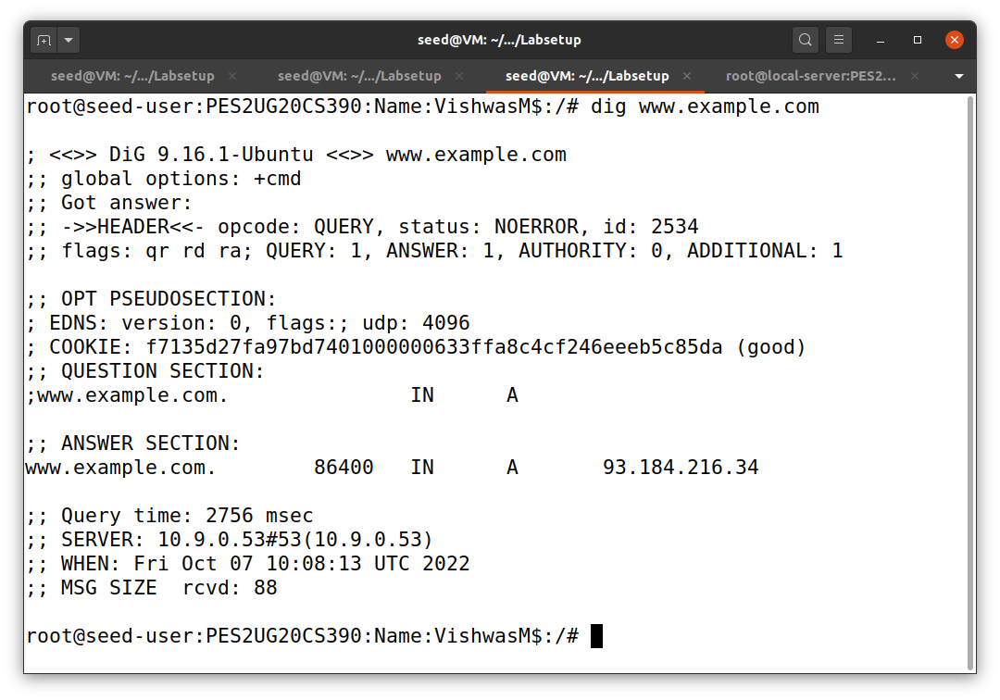 seed@VM: ~/.../Labsetup
seed@VM: ~/.../Labsetup
seed@VM: ~/.../Labsetup
seed@VM: ~/.../Labsetup
root@local-server:PES2...
root@seed-user:PES2UG20CS390:Name:VishwasM$:/# dig www.example.com
; <<>> DiG 9.16.1-Ubuntu <<>> www.example.com
;; global options: +cmd
;; Got answer:
;; ->>HEADER<<- opcode: QUERY, status: NOERROR, id: 2534
;; flags: qr rd ra; QUERY: 1, ANSWER: 1, AUTHORITY: 0, ADDITIONAL: 1
;; OPT PSEUDOSECTION:
; EDNS: version: 0, flags:; udp: 4096
; COOKIE: f7135d27fa97bd7401000000633ffa8c4cf246eeeb5c85da (good)
;; QUESTION SECTION:
;www.example.com. IN A
;; ANSWER SECTION:
www.example.com. 86400 IN A 93.184.216.34
;; Query time: 2756 msec
;; SERVER: 10.9.0.53#53(10.9.0.53)
;; WHEN: Fri Oct 07 10:08:13 UTC 2022
;; MSG SIZE  rcvd: 88
root@seed-user:PES2UG20CS390:Name:VishwasM$:/#